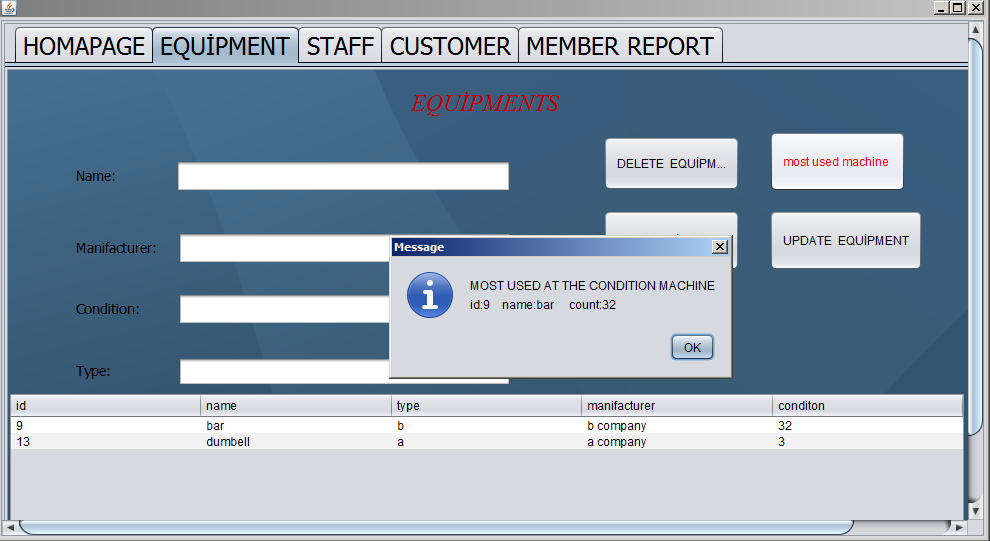 HOMAPAGE EQUİPMENT STAFF CUSTOMER MEMBER REPORT
EQUİPMENTS
DELETE EQUİPM... most used machine
Name:
UPDATE EQUİPMENT
Manifacturer:
Message
MOST USED AT THE CONDITION MACHINE
id:9 name:bar count:32
Condition:
OK
Type:
id name type manifacturer conditon
9 bar b b company 32
13 dumbell a a company 3